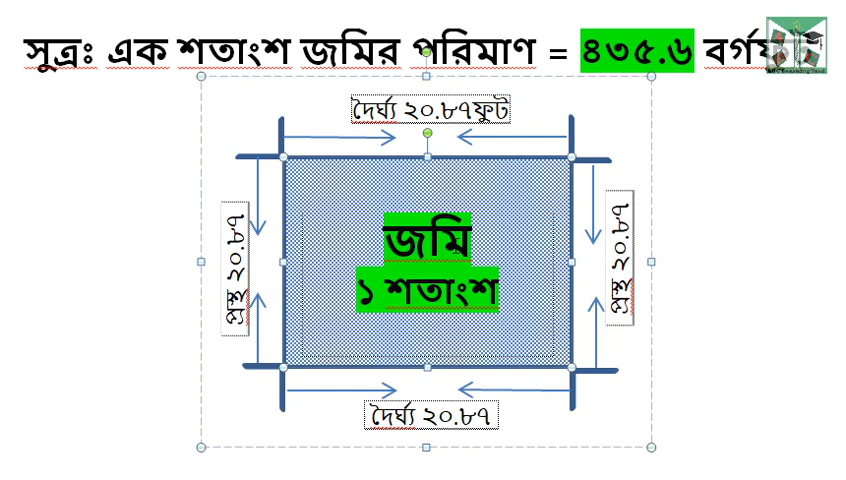 সুত্রঃ এক শতাংশ জমির পরিমাণ = ৪৩৫.৬
দৈর্ঘ্য ২০.৮৭ফুট
প্রস্থ ২০.৮৭
জমি
১ শতাংশ
প্রস্থ ২০.৮৭
দৈর্ঘ্য ২০.৮৭